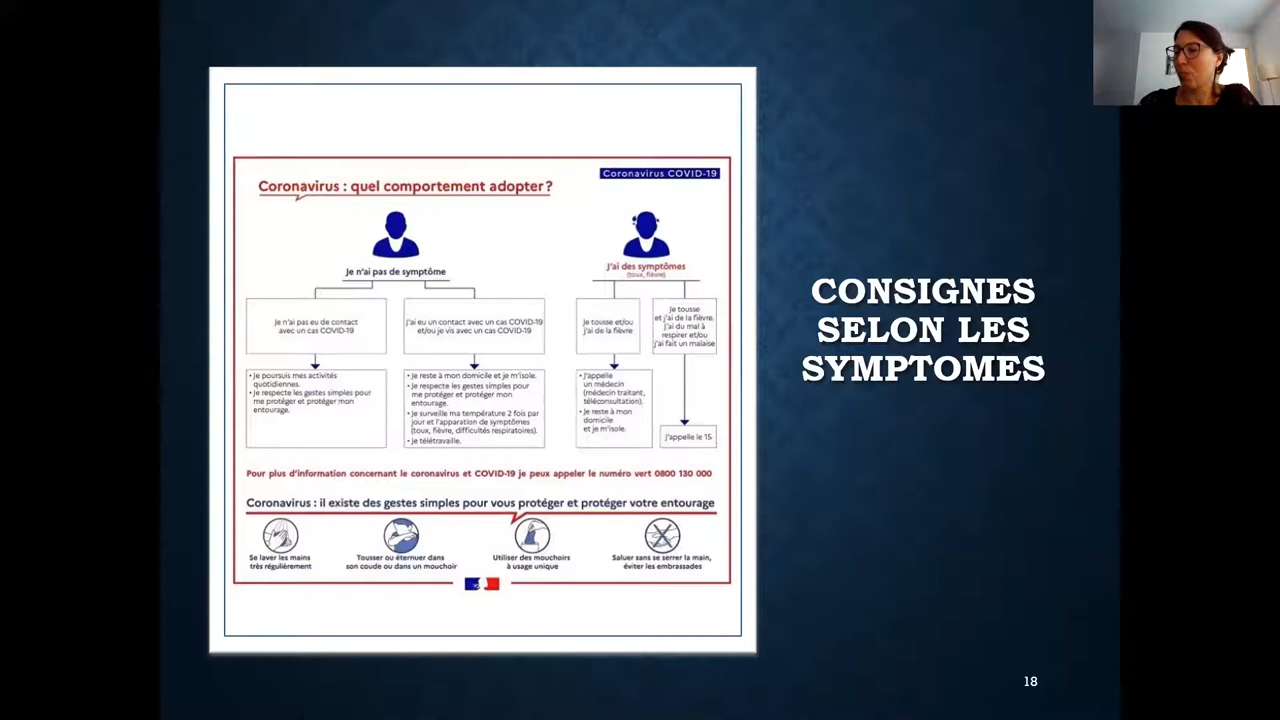 Coronavirus COVID-19
Coronavirus : quel comportement adopter ?
Je n'ai pas de symptôme
J'ai des symptômes
(toux, fièvre)
Je n'ai pas eu de contact
avec un cas COVID-19
J'ai eu un contact avec un cas COVID-19
et/ou je vis avec un cas COVID-19
Je tousse et/ou
j'ai de la fièvre
Je tousse
et j'ai de la fièvre.
J'ai du mal à
respirer et/ou
j'ai fait un malaise
• Je poursuis mes activités
quotidiennes.
• Je respecte les gestes simples pour
me protéger et protéger mon
entourage.
• Je reste à mon domicile et je m'isole.
• Je respecte les gestes simples pour
me protéger et protéger mon
entourage.
• Je surveille ma température 2 fois par
jour et l'apparation de symptômes
(toux, fièvre, difficultés respiratoires).
• Je télétravaille.
• J'appelle
un médecin
(médecin traitant,
téléconsultation).
• Je reste à mon
domicile
et je m'isole.
J'appelle le 15
Pour plus d'information concernant le coronavirus et COVID-19 je peux appeler le numéro vert 0800 130 000
Coronavirus : il existe des gestes simples pour vous protéger et protéger votre entourage
Se laver les mains
très régulièrement
Tousser ou éternuer dans
son coude ou dans un mouchoir
Utiliser des mouchoirs
à usage unique
Saluer sans se serrer la main,
éviter les embrassades
CONSIGNES
SELON LES
SYMPTOMES
18